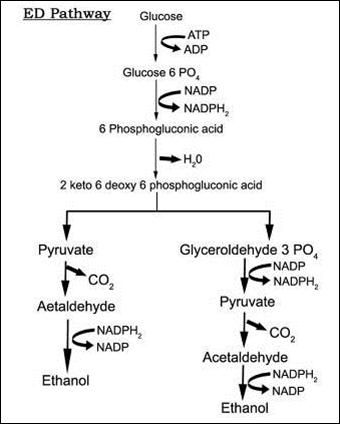 ED Pathway
Glucose
ATP
ADP
Glucose 6 PO4
NADP
NADPH2
6 Phosphogluconic acid
H20
2 keto 6 deoxy 6 phosphogluconic acid
Pyruvate
CO2
Aetaldehyde
NADPH2
NADP
Ethanol
Glyceroldehyde 3 PO4
NADP
NADPH2
Pyruvate
CO2
Acetaldehyde
NADPH2
NADP
Ethanol